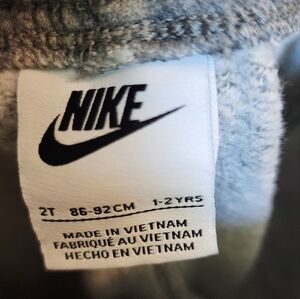 NIKE
2T 86-92CM 1-2YRS
MADE IN VIETNAM
FABRIQUÉ AU VIETNAM
HECHO EN VIETNAM